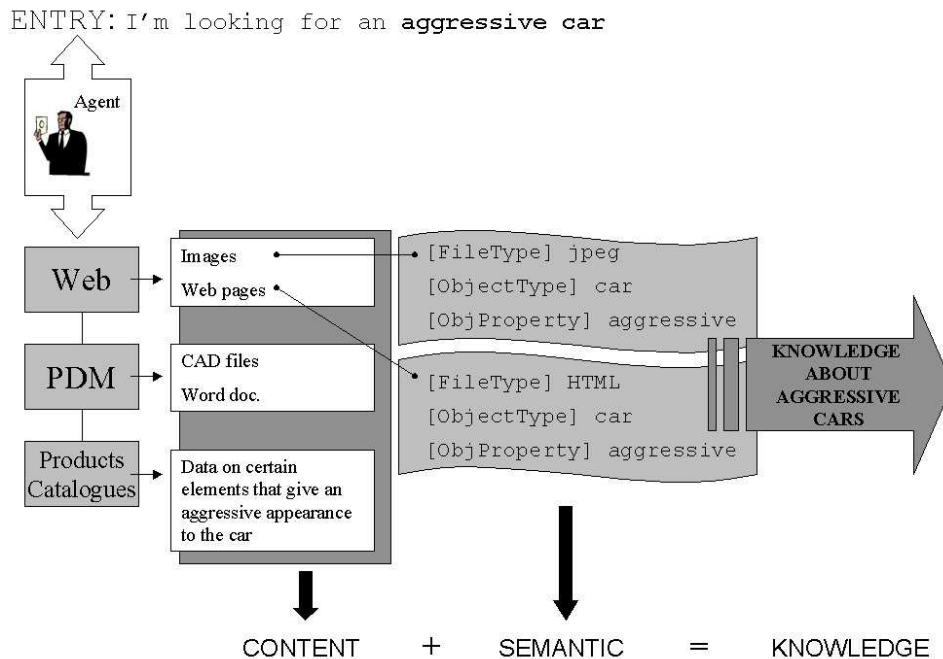 ENTRY: I'm looking for an aggressive car
Agent
Web
Images
Web pages
[FileType] jpeg
[ObjectType] car
[ObjProperty] aggressive
PDM
CAD files
Word doc.
[FileType] HTML
[ObjectType] car
[ObjProperty] aggressive
KNOWLEDGE
ABOUT
AGGRESSIVE
CARS
Products
Catalogues
Data on certain
elements that give an
aggressive appearance
to the car
CONTENT + SEMANTIC = KNOWLEDGE